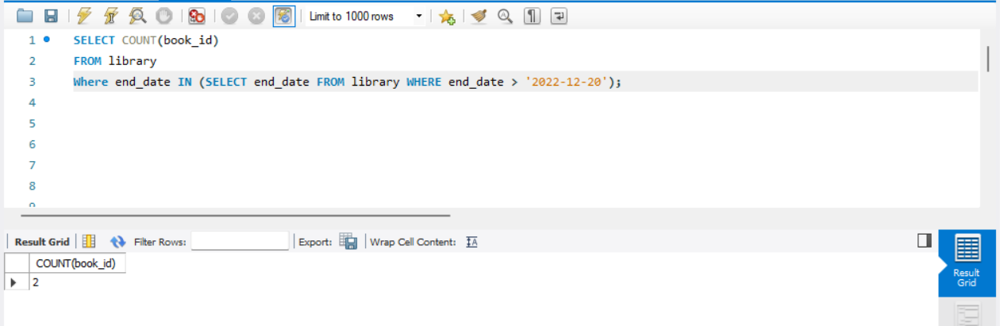 Limit to 1000 rows
1 SELECT COUNT(book_id)
2 FROM library
3 Where end_date IN (SELECT end_date FROM library WHERE end_date > '2022-12-20');
4
5
6
7
8
Result Grid Filter Rows: Export: Wrap Cell Content: IA
COUNT(book_id)
2
Result
Grid